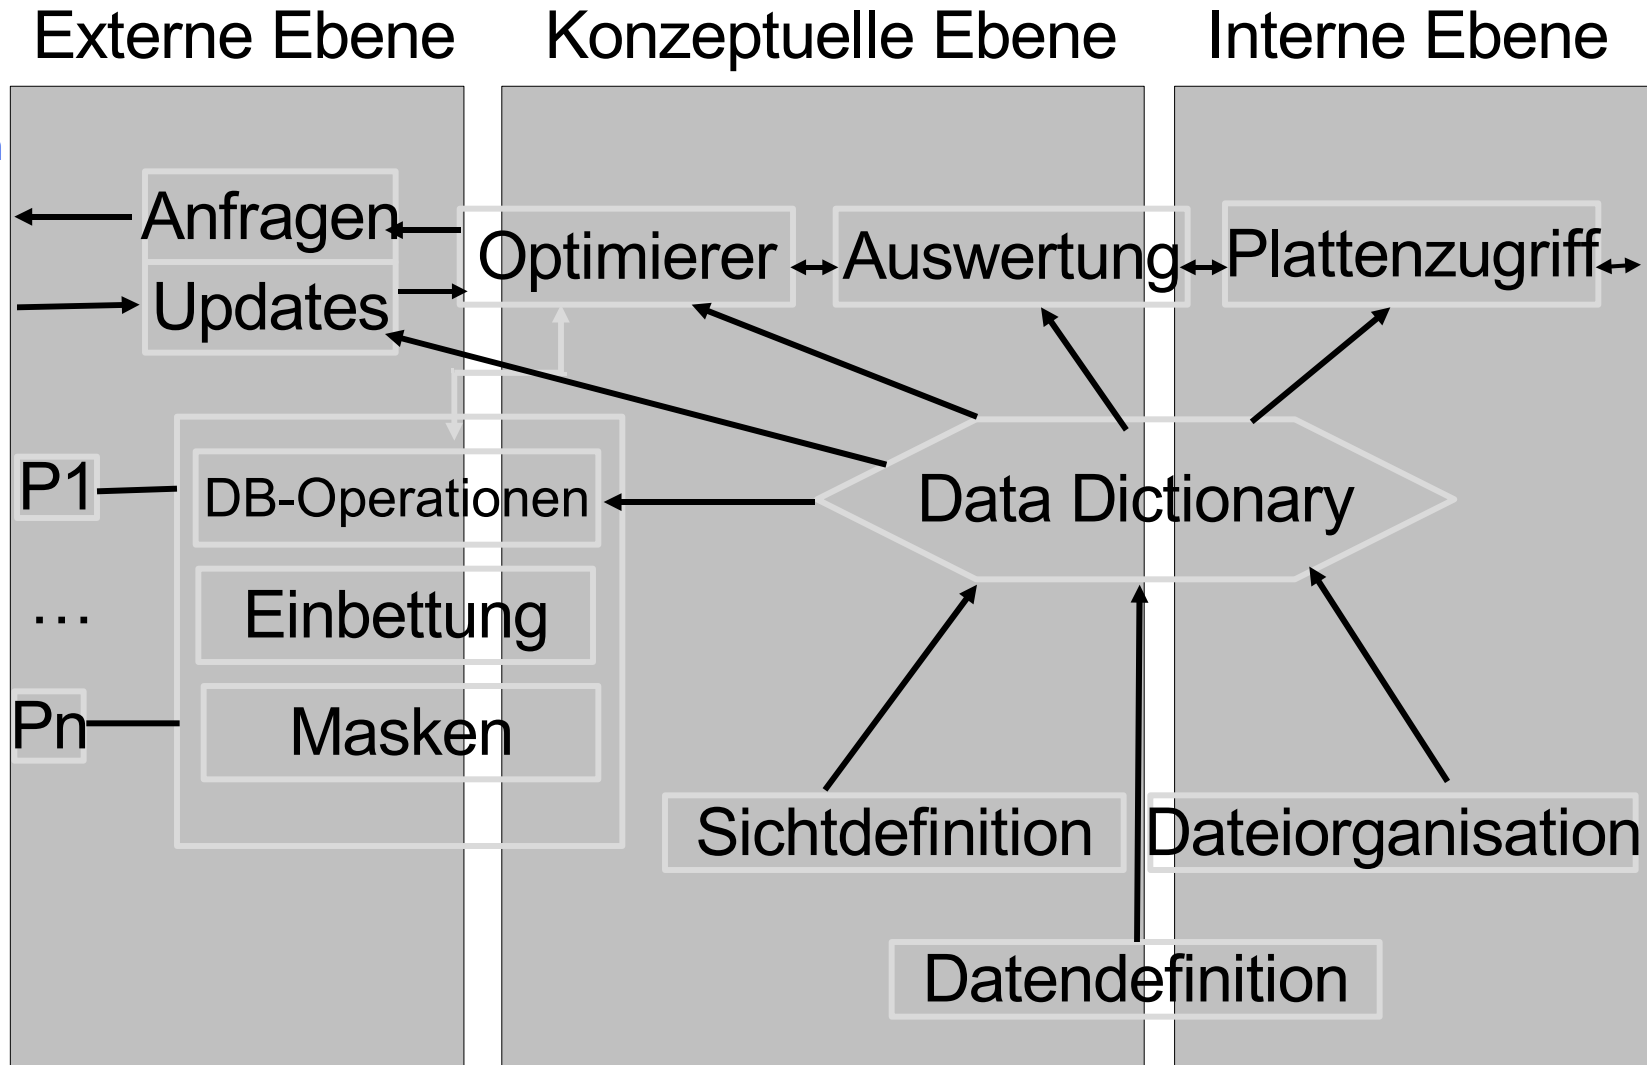 Externe Ebene
Konzeptuelle Ebene
Interne Ebene
Anfragen
Updates
Optimierer
Auswertung
Plattenzugriff
P1
DB-Operationen
Data Dictionary
...
Einbettung
Pn
Masken
Sichtdefinition
Dateiorganisation
Datendefinition